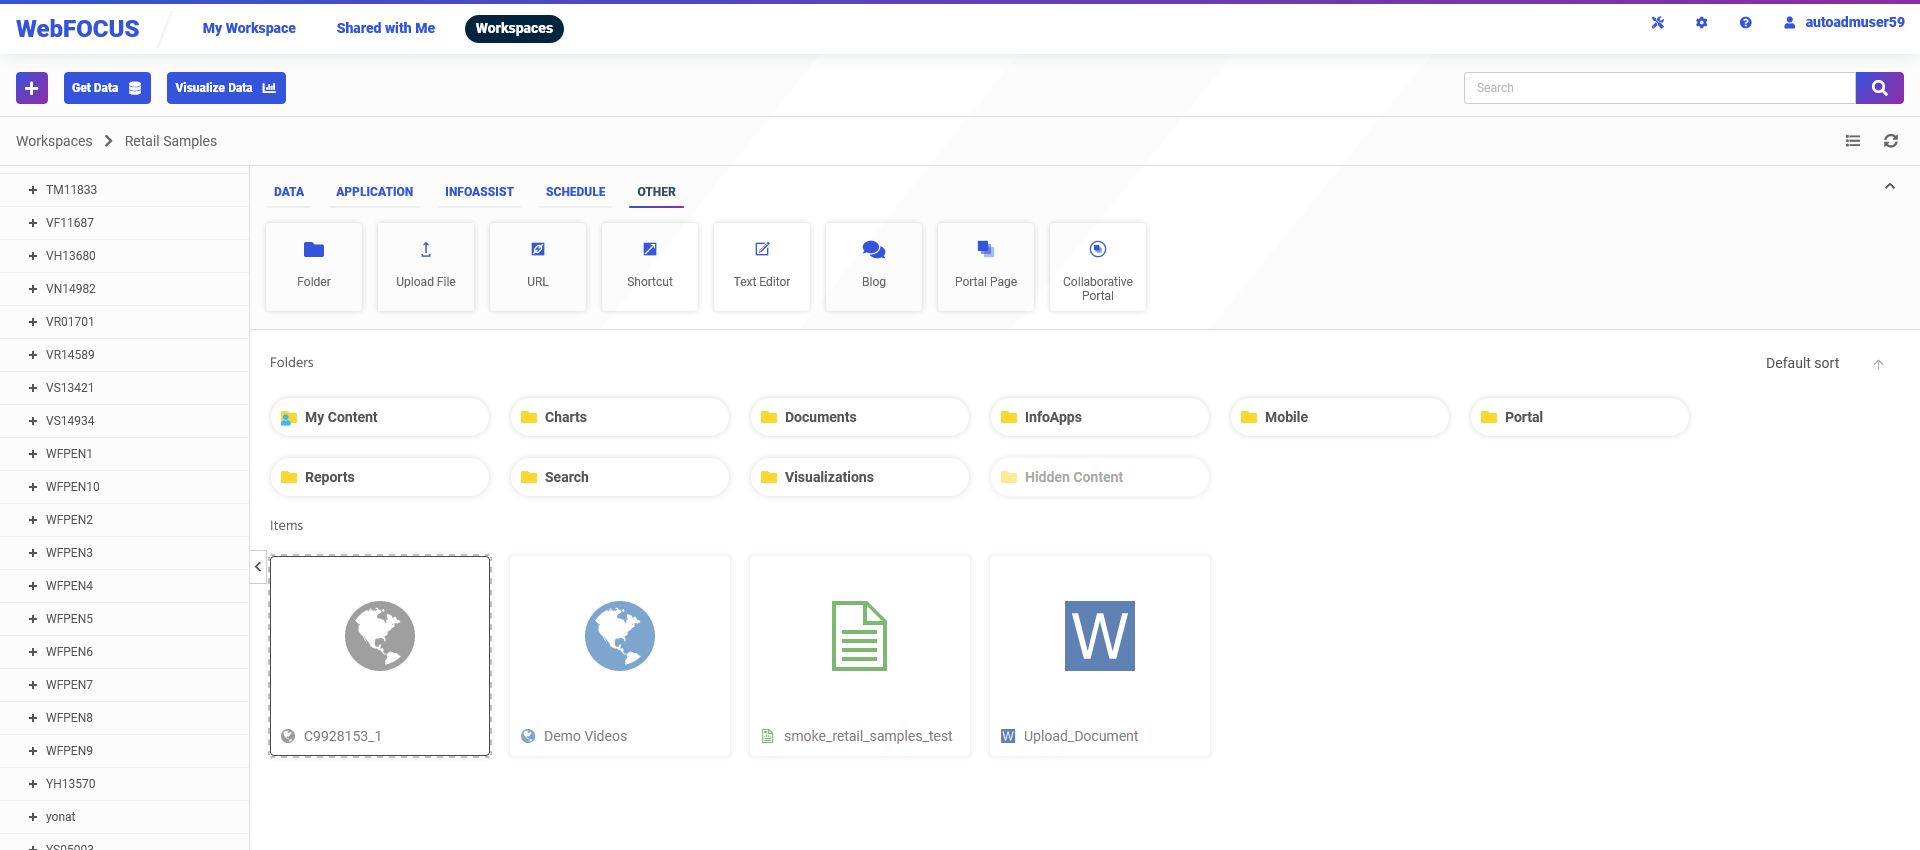 WebFOCUS
My Workspace
Shared with Me
Workspaces
autoadmuser59
Get Data
Visualize Data
Search
Workspaces
Retail Samples
TM11833
VF11687
VH13680
VN14982
VR01701
VR14589
VS13421
VS14934
WFPEN1
WFPEN10
WFPEN2
WFPEN3
WFPEN4
WFPEN5
WFPEN6
WFPEN7
WFPEN8
WFPEN9
YH13570
yonat
DATA
APPLICATION
INFOASSIST
SCHEDULE
OTHER
Folder
Upload File
URL
Shortcut
Text Editor
Blog
Portal Page
Collaborative
Portal
Folders
Default sort
My Content
Charts
Documents
InfoApps
Mobile
Portal
Reports
Search
Visualizations
Hidden Content
Items
C9928153_1
Demo Videos
smoke_retail_samples_test
W
Upload_Document